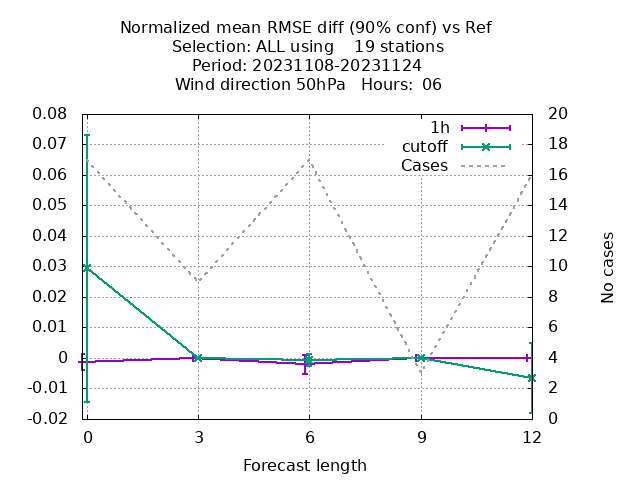 Normalized mean RMSE diff (90% conf) vs Ref
Selection: ALL using    19 stations
Period: 20231108-20231124
Wind direction 50hPa   Hours:  06
0.08
0.07
0.06
0.05
0.04
0.03
0.02
0.01
0
-0.01
-0.02
1h
cutoff
Cases
20
18
16
14
12
10
8
6
4
2
0
No cases
0 3 6 9 12
Forecast length